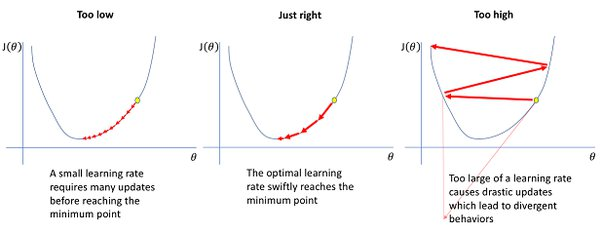 Too low
Just right
Too high
J(θ)
θ
J(θ)
θ
J(θ)
θ
A small learning rate
requires many updates
before reaching the
minimum point
The optimal learning
rate swiftly reaches the
minimum point
Too large of a learning rate
causes drastic updates
which lead to divergent
behaviors